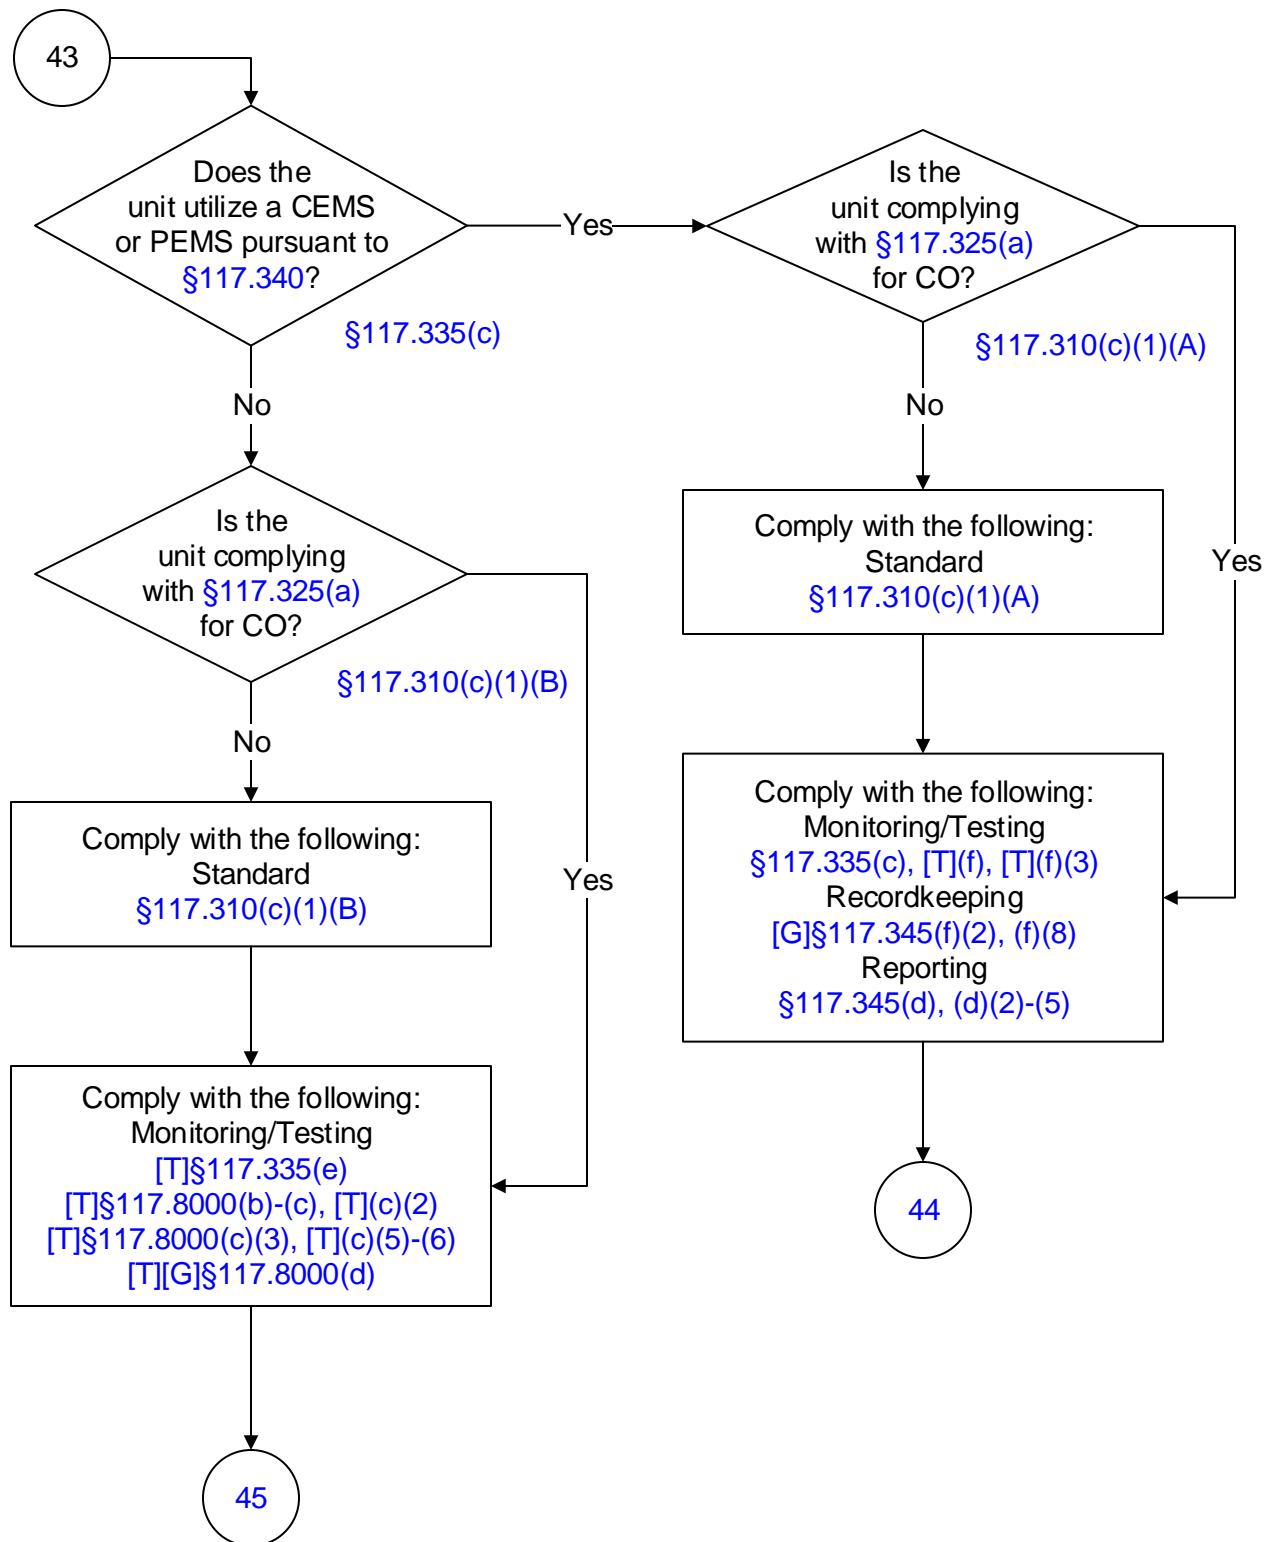 43
Does the
unit utilize a CEMS
or PEMS pursuant to
§117.340?
§117.335(c)
Yes
Is the
unit complying
with §117.325(a)
for CO?
§117.310(c)(1)(A)
No
Yes
Comply with the following:
Standard
§117.310(c)(1)(A)
Comply with the following:
Monitoring/Testing
§117.335(c), [T](f), [T](f)(3)
Recordkeeping
[G]§117.345(f)(2), (f)(8)
Reporting
§117.345(d), (d)(2)-(5)
44
No
Is the
unit complying
with §117.325(a)
for CO?
§117.310(c)(1)(B)
No
Yes
Comply with the following:
Standard
§117.310(c)(1)(B)
Comply with the following:
Monitoring/Testing
[T]§117.335(e)
[T]§117.8000(b)-(c), [T](c)(2)
[T]§117.8000(c)(3), [T](c)(5)-(6)
[T][G]§117.8000(d)
45